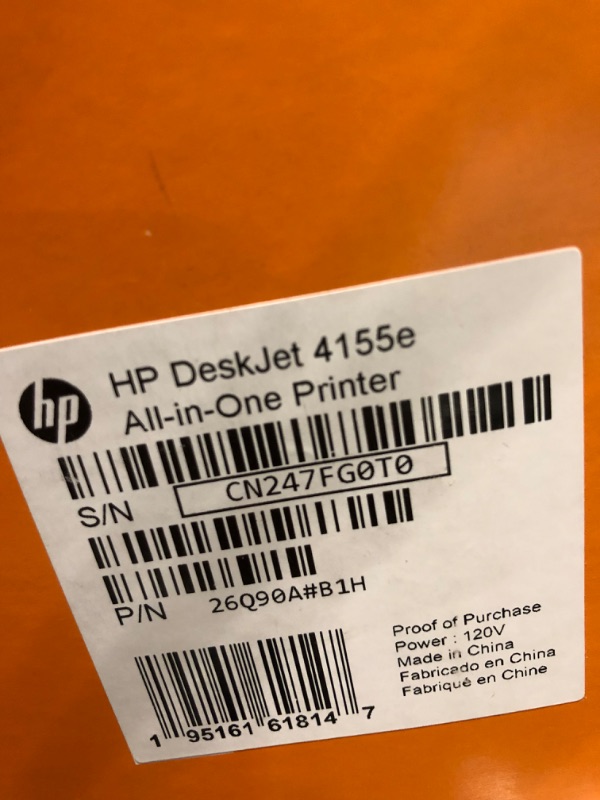 hp
HP DeskJet 4155e
All-in-One Printer
S/N CN247FG0T0
P/N 26Q90A#B1H
Proof of Purchase
Power : 120V
Made in China
Fabricado en China
Fabriqué en Chine
1 95161 61814 7